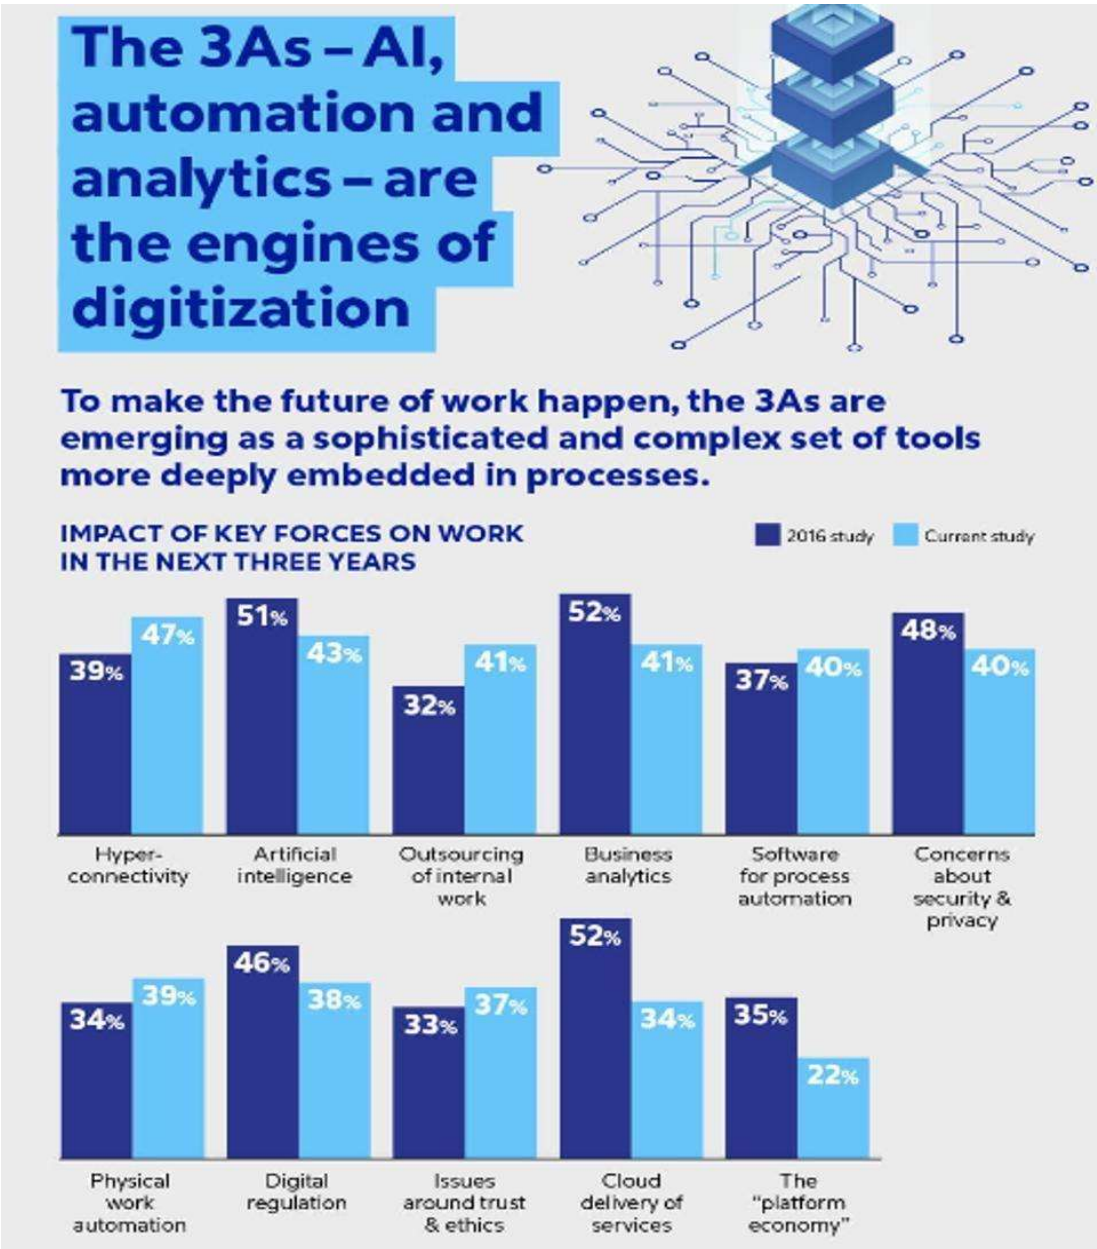 The 3As – AI,
automation and
analytics – are
the engines of
digitization
To make the future of work happen, the 3As are
emerging as a sophisticated and complex set of tools
more deeply embedded in processes.
IMPACT OF KEY FORCES ON WORK
IN THE NEXT THREE YEARS
2016 study
Current study
39%
47%
51%
43%
32%
41%
52%
41%
37%
40%
48%
40%
Hyper-
connectivity
Artificial
intelligence
Outsourcing
of internal
work
Business
analytics
Software
for process
automation
Concerns
about
security &
privacy
34%
39%
46%
38%
33%
37%
52%
34%
35%
22%
Physical
work
automation
Digital
regulation
Issues
around trust
& ethics
Cloud
delivery of
services
The
"platform
economy"